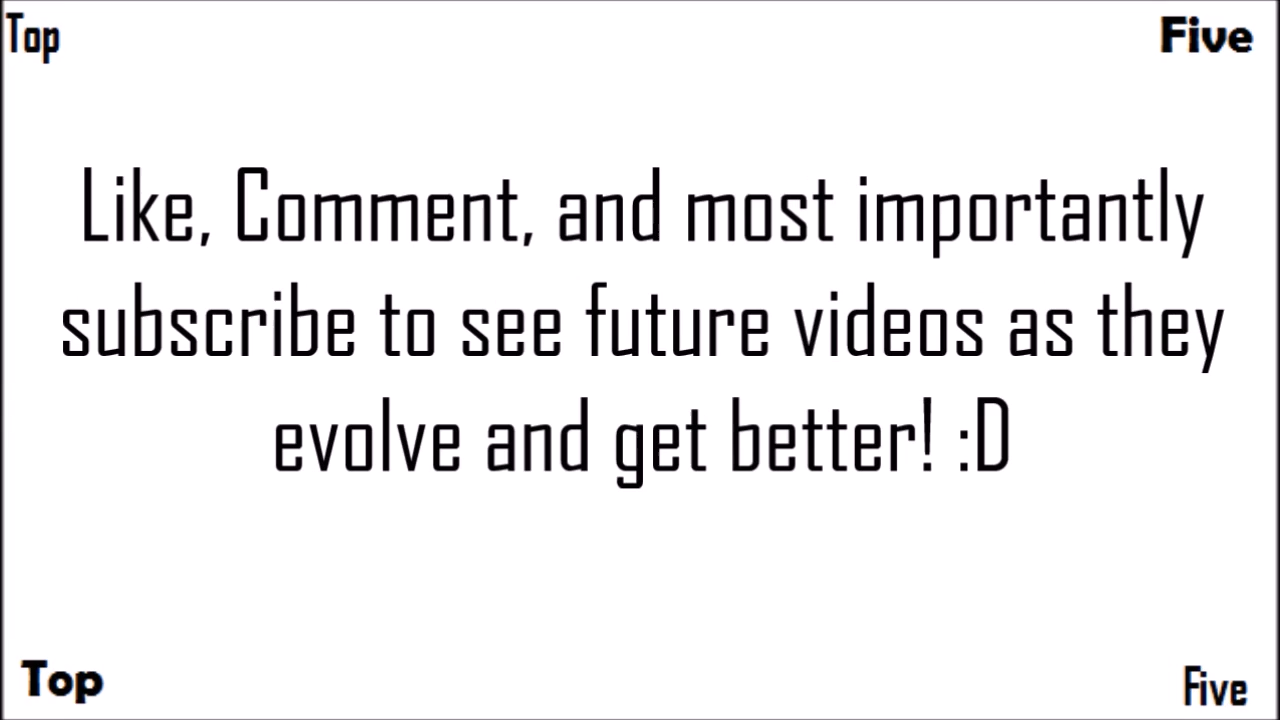 Top
Five
Like, Comment, and most importantly
subscribe to see future videos as they
evolve and get better! :D
Top
Five